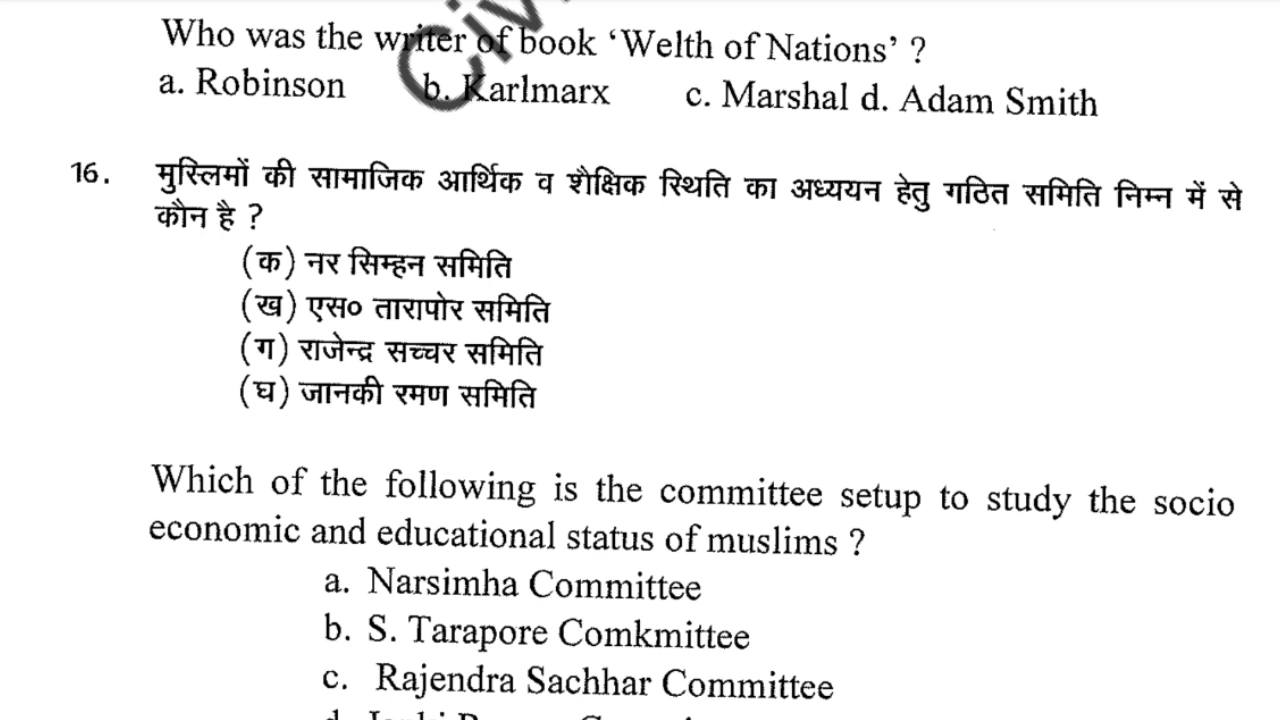 Who was the writer of book ‘Welth of Nations’ ?
a. Robinson b. Karlmarx c. Marshal d. Adam Smith
16. मुस्लिमों की सामाजिक आर्थिक व शैक्षिक स्थिति का अध्ययन हेतु गठित समिति निम्न में से
कौन है ?
(क) नर सिम्हन समिति
(ख) एस० तारापोर समिति
(ग) राजेन्द्र सच्चर समिति
(घ) जानकी रमण समिति
Which of the following is the committee setup to study the socio
economic and educational status of muslims ?
a. Narsimha Committee
b. S. Tarapore Comkmittee
c. Rajendra Sachhar Committee